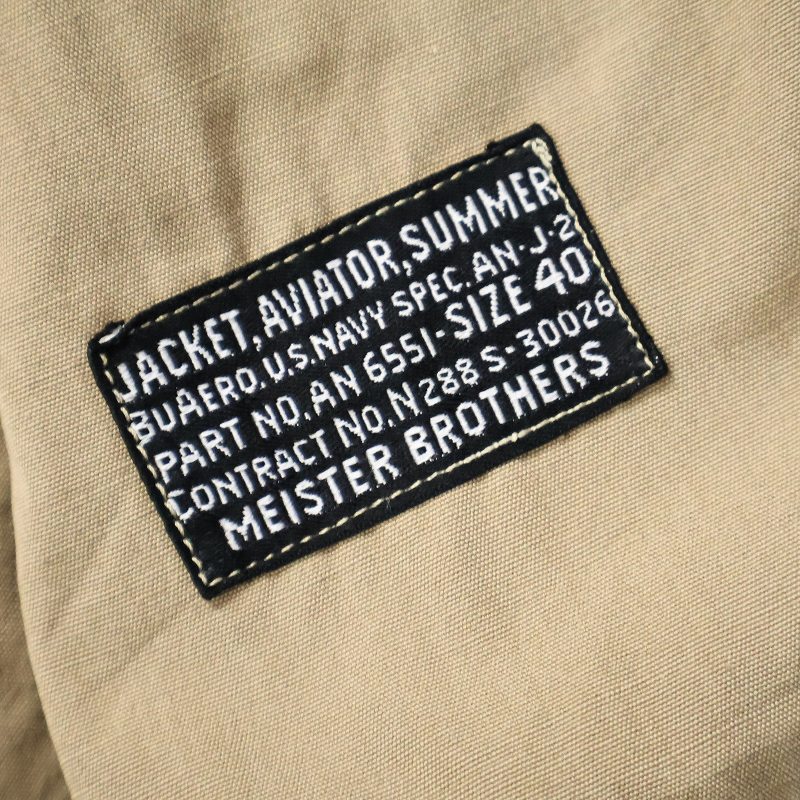 JACKET,AVIATOR,SUMMER
BUAERO.U.S.NAVY SPEC.AN-J-2
PART NO.AN 6551-SIZE 40
CONTRACT NO.N288 S-30026
MEISTER BROTHERS